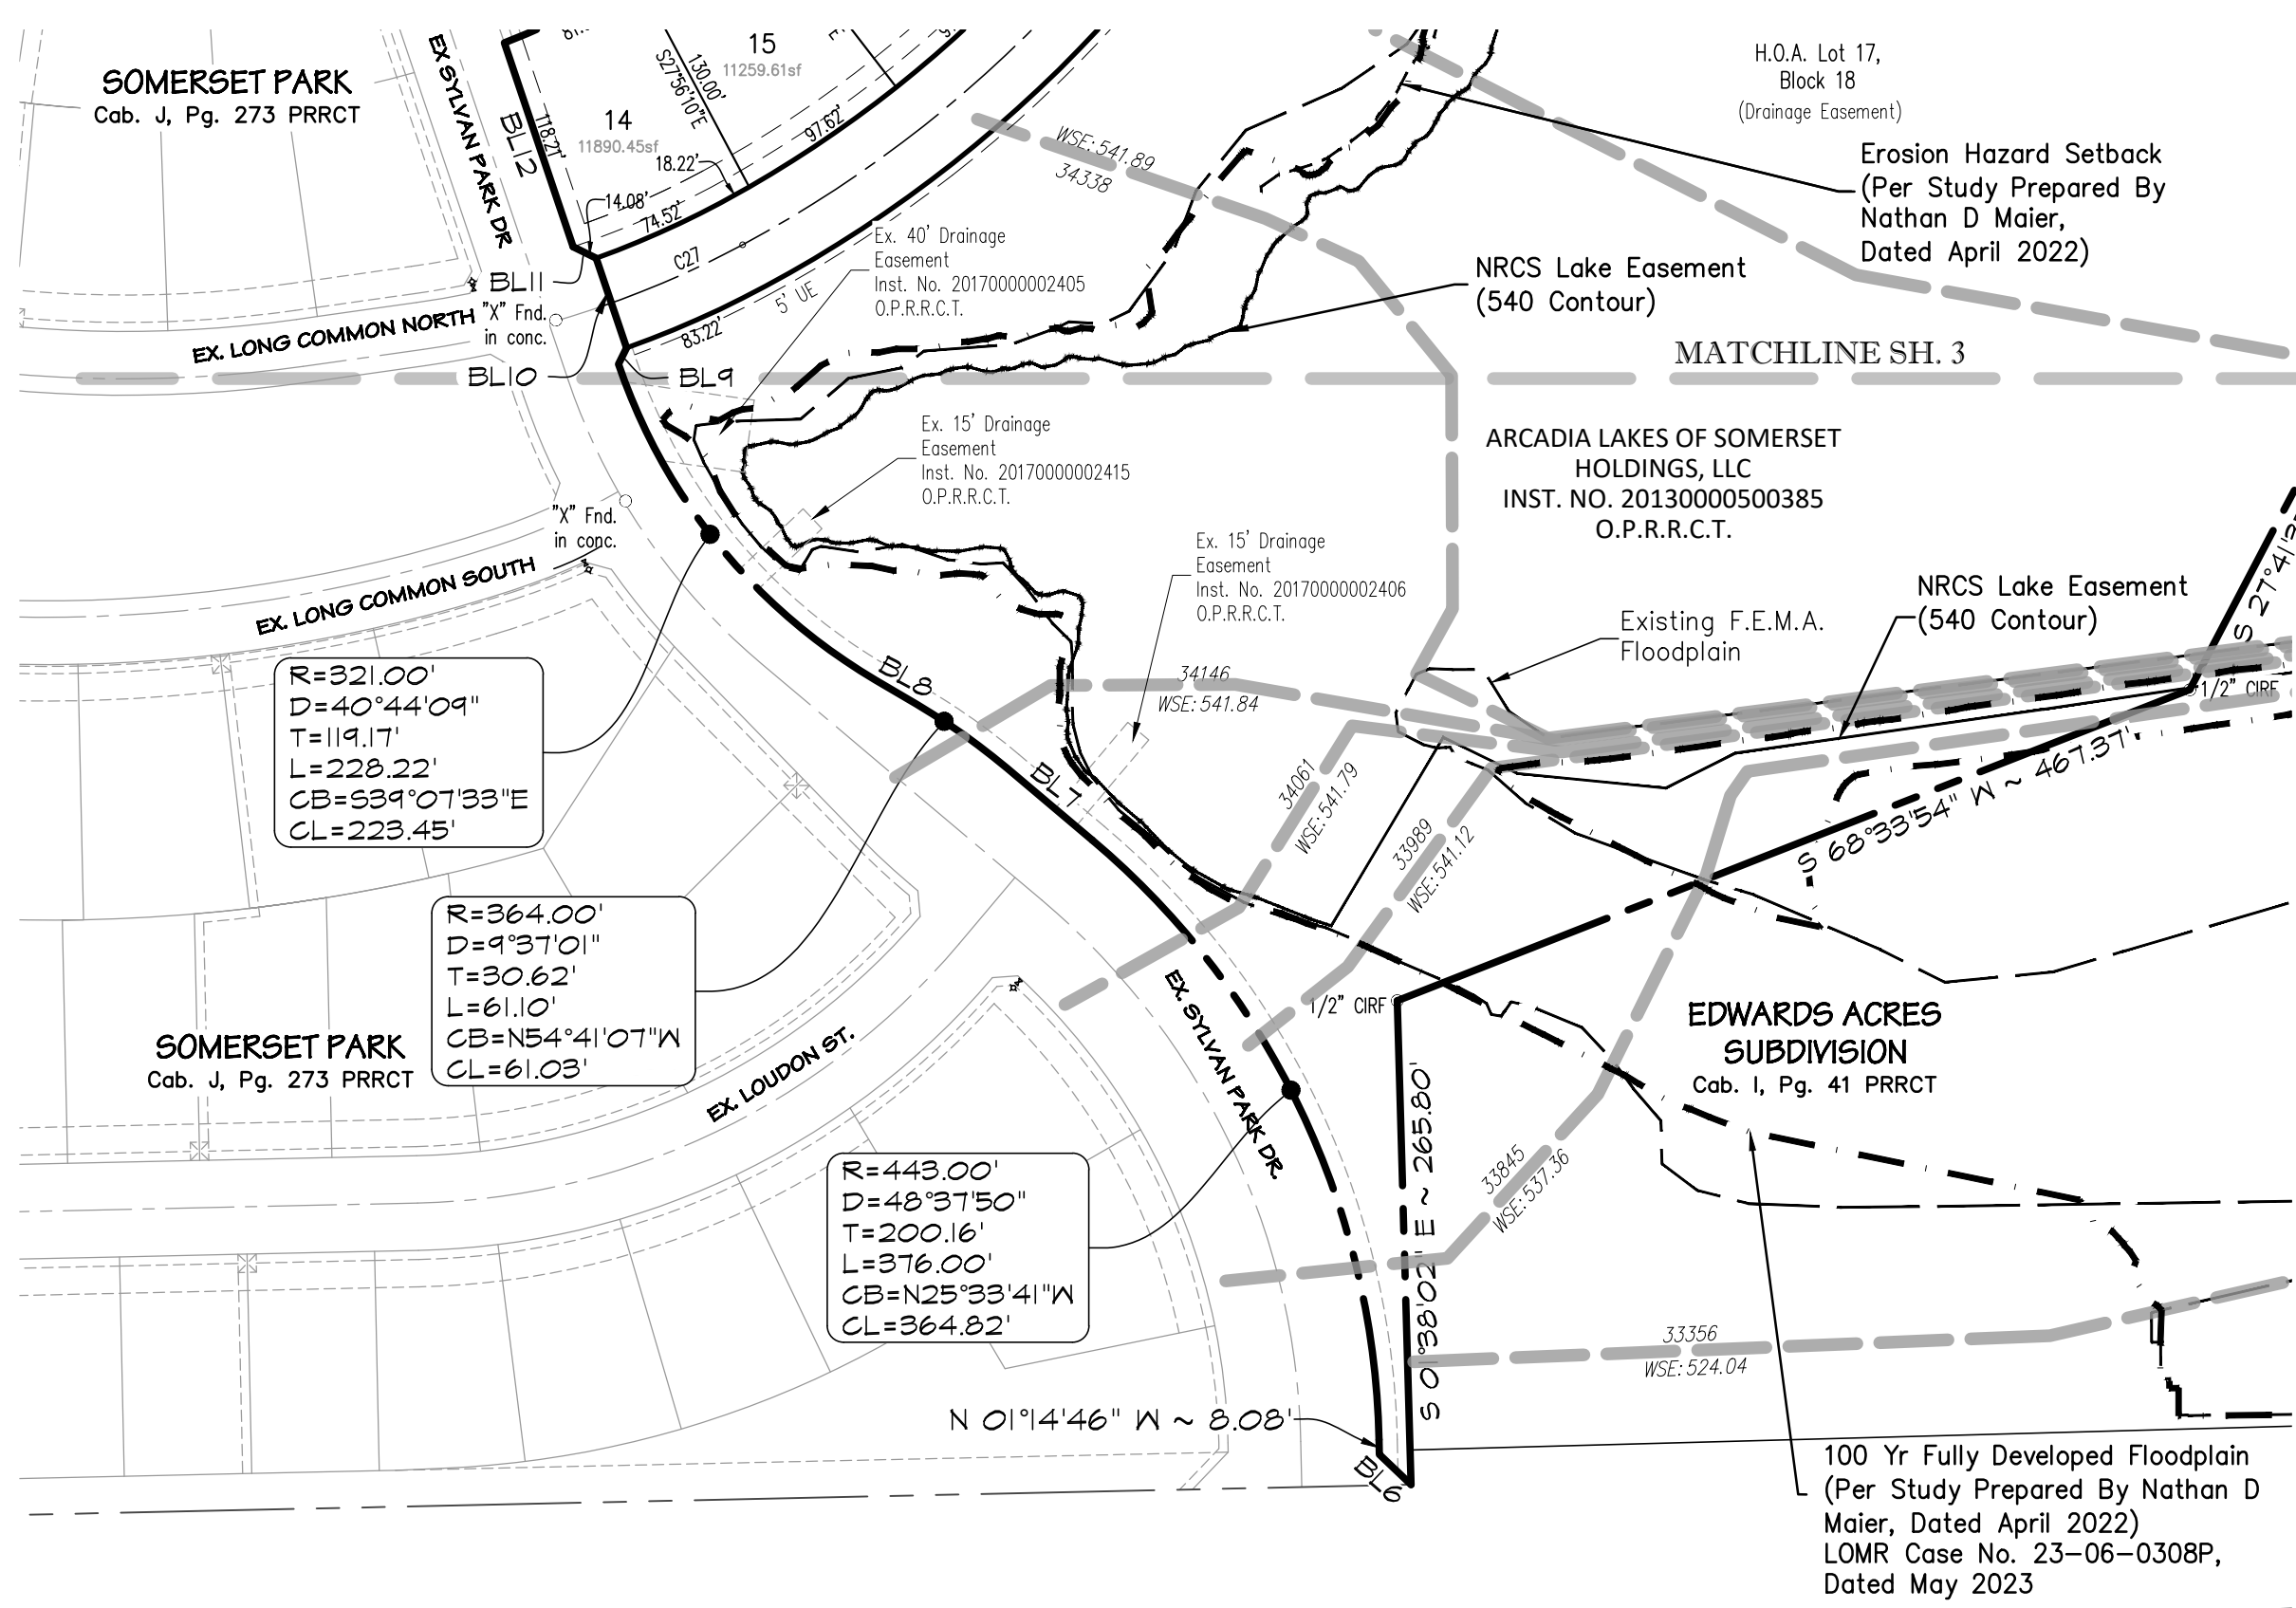 SOMERSET PARK
Cab. J, Pg. 273 PRRCT
EX SYLVAN PARK DR
BL12
118.21'
14
11890.45sf
15
11259.61sf
130.00'
S27°56'10"E
97.62'
18.22'
14.08'
74.52'
C27
83.22'
5' UE
BL11
"X" Fnd.
in conc.
EX. LONG COMMON NORTH
BL10
BL9
Ex. 40' Drainage
Easement
Inst. No. 20170000002405
O.P.R.R.C.T.
WSE: 541.89
34338
H.O.A. Lot 17,
Block 18
(Drainage Easement)
Erosion Hazard Setback
(Per Study Prepared By
Nathan D Maier,
Dated April 2022)
NRCS Lake Easement
(540 Contour)
MATCHLINE SH. 3
Ex. 15' Drainage
Easement
Inst. No. 20170000002415
O.P.R.R.C.T.
ARCADIA LAKES OF SOMERSET
HOLDINGS, LLC
INST. NO. 20130000500385
O.P.R.R.C.T.
"X" Fnd.
in conc.
EX. LONG COMMON SOUTH
Ex. 15' Drainage
Easement
Inst. No. 20170000002406
O.P.R.R.C.T.
Existing F.E.M.A.
Floodplain
NRCS Lake Easement
(540 Contour)
1/2" CIRF
S 68°33'54" W ~ 467.37'
R=321.00'
D=40°44'09"
T=119.17'
L=228.22'
CB=S39°07'33"E
CL=223.45'
BL8
BL7
34146
WSE: 541.84
34061
WSE: 541.79
33989
WSE: 541.12
R=364.00'
D=9°37'01"
T=30.62'
L=61.10'
CB=N54°41'07"W
CL=61.03'
SOMERSET PARK
Cab. J, Pg. 273 PRRCT
EX. LOUDON ST.
EX. SYLVAN PARK DR.
1/2" CIRF
S 0°38'02" E ~ 265.80'
EDWARDS ACRES
SUBDIVISION
Cab. I, Pg. 41 PRRCT
R=443.00'
D=48°37'50"
T=200.16'
L=376.00'
CB=N25°33'41"W
CL=364.82'
33845
WSE: 537.36
33356
WSE: 524.04
N 01°14'46" W ~ 8.08'
BL6
100 Yr Fully Developed Floodplain
(Per Study Prepared By Nathan D
Maier, Dated April 2022)
LOMR Case No. 23-06-0308P,
Dated May 2023